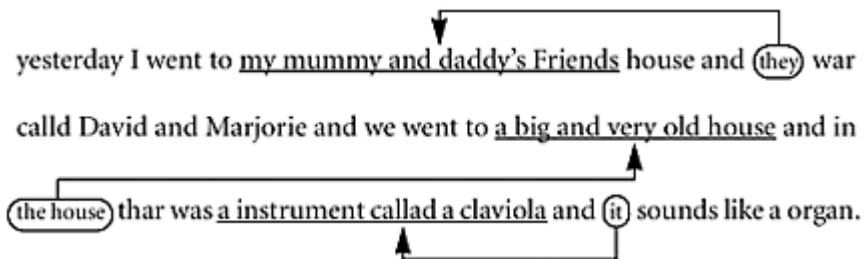 yesterday I went to my mummy and daddy's Friends house and they war
calld David and Marjorie and we went to a big and very old house and in
the house thar was a instrument callad a claviola and it sounds like a organ.